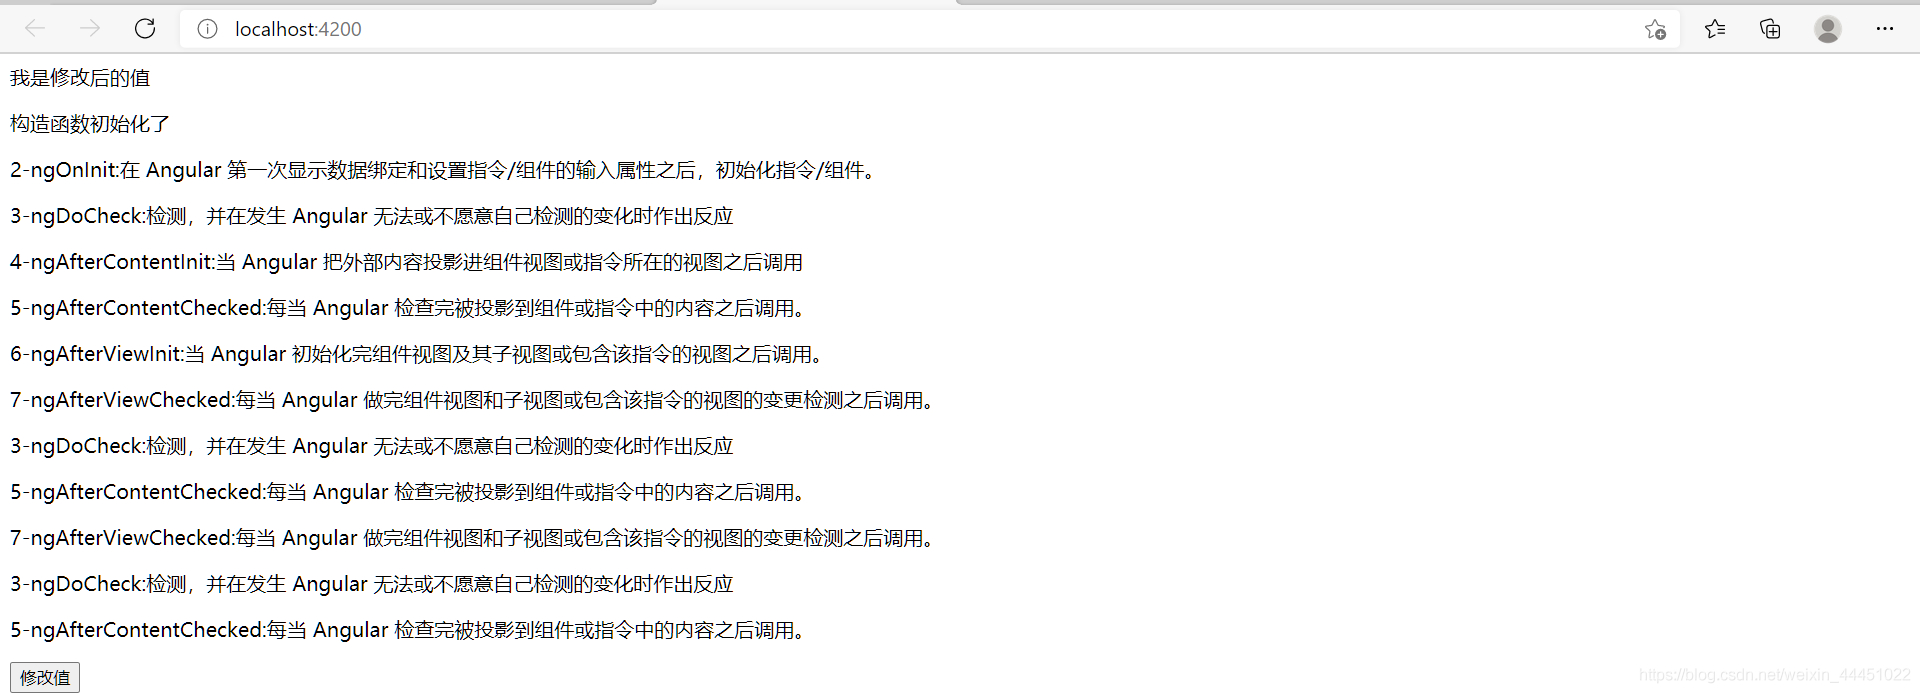 localhost:4200
我是修改后的值
构造函数初始化了
2-ngOnInit:在 Angular 第一次显示数据绑定和设置指令/组件的输入属性之后，初始化指令/组件。
3-ngDoCheck:检测，并在发生 Angular 无法或不愿意自己检测的变化时作出反应
4-ngAfterContentInit:当 Angular 把外部内容投影进组件视图或指令所在的视图之后调用
5-ngAfterContentChecked:每当 Angular 检查完被投影到组件或指令中的内容之后调用。
6-ngAfterViewInit:当 Angular 初始化完组件视图及其子视图或包含该指令的视图之后调用。
7-ngAfterViewChecked:每当 Angular 做完组件视图和子视图或包含该指令的视图的变更检测之后调用。
3-ngDoCheck:检测，并在发生 Angular 无法或不愿意自己检测的变化时作出反应
5-ngAfterContentChecked:每当 Angular 检查完被投影到组件或指令中的内容之后调用。
7-ngAfterViewChecked:每当 Angular 做完组件视图和子视图或包含该指令的视图的变更检测之后调用。
3-ngDoCheck:检测，并在发生 Angular 无法或不愿意自己检测的变化时作出反应
5-ngAfterContentChecked:每当 Angular 检查完被投影到组件或指令中的内容之后调用。
修改值
https://blog.csdn.net/weixin_44451022